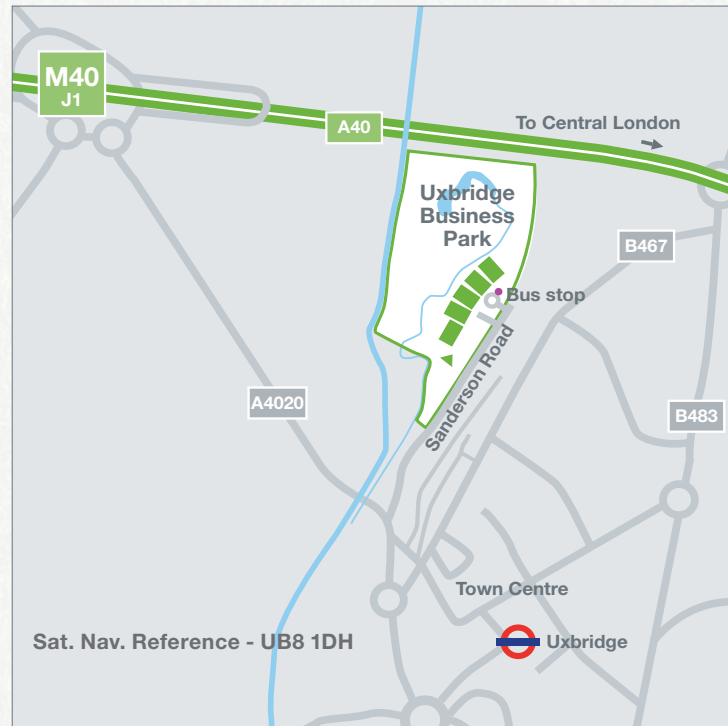 M40
J1
A40
To Central London
Uxbridge
Business
Park
B467
Bus stop
Sanderson Road
A4020
B483
Town Centre
Sat. Nav. Reference - UB8 1DH
Uxbridge